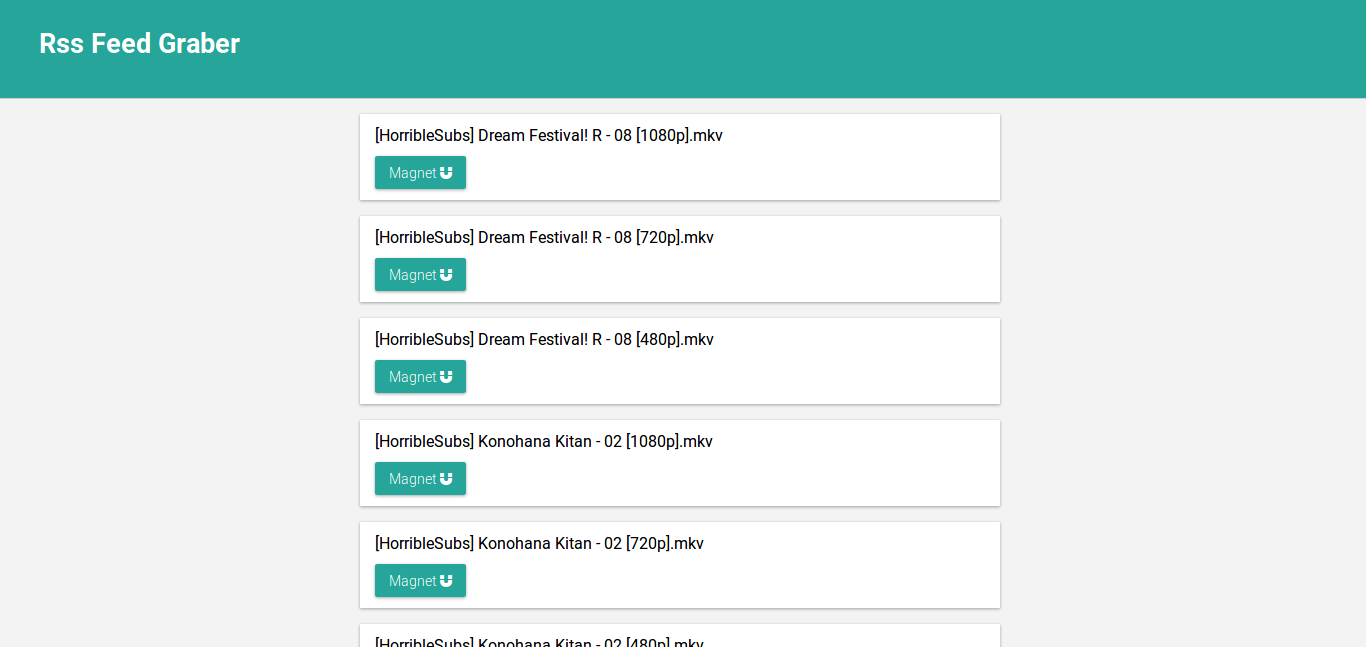 Rss Feed Graber
[HorribleSubs] Dream Festival! R - 08 [1080p].mkv
Magnet
[HorribleSubs] Dream Festival! R - 08 [720p].mkv
Magnet
[HorribleSubs] Dream Festival! R - 08 [480p].mkv
Magnet
[HorribleSubs] Konohana Kitan - 02 [1080p].mkv
Magnet
[HorribleSubs] Konohana Kitan - 02 [720p].mkv
Magnet
[HorribleSubs] Konohana Kitan - 02 [480p].mkv